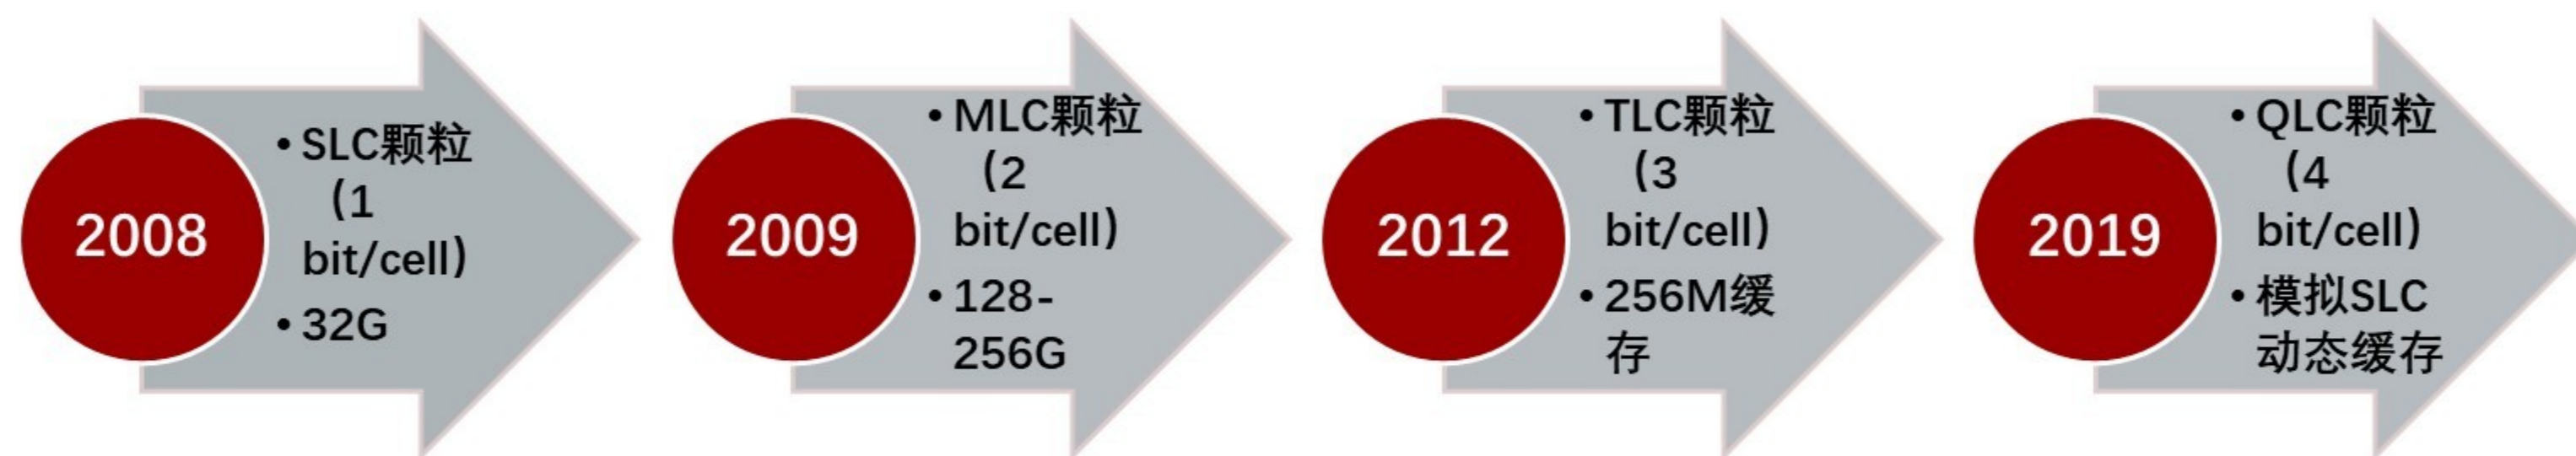 2008
• SLC颗粒
(1
bit/cell)
• 32G
2009
• MLC颗粒
(2
bit/cell)
• 128-
256G
2012
• TLC颗粒
(3
bit/cell)
• 256M缓
存
2019
• QLC颗粒
(4
bit/cell)
• 模拟SLC
动态缓存